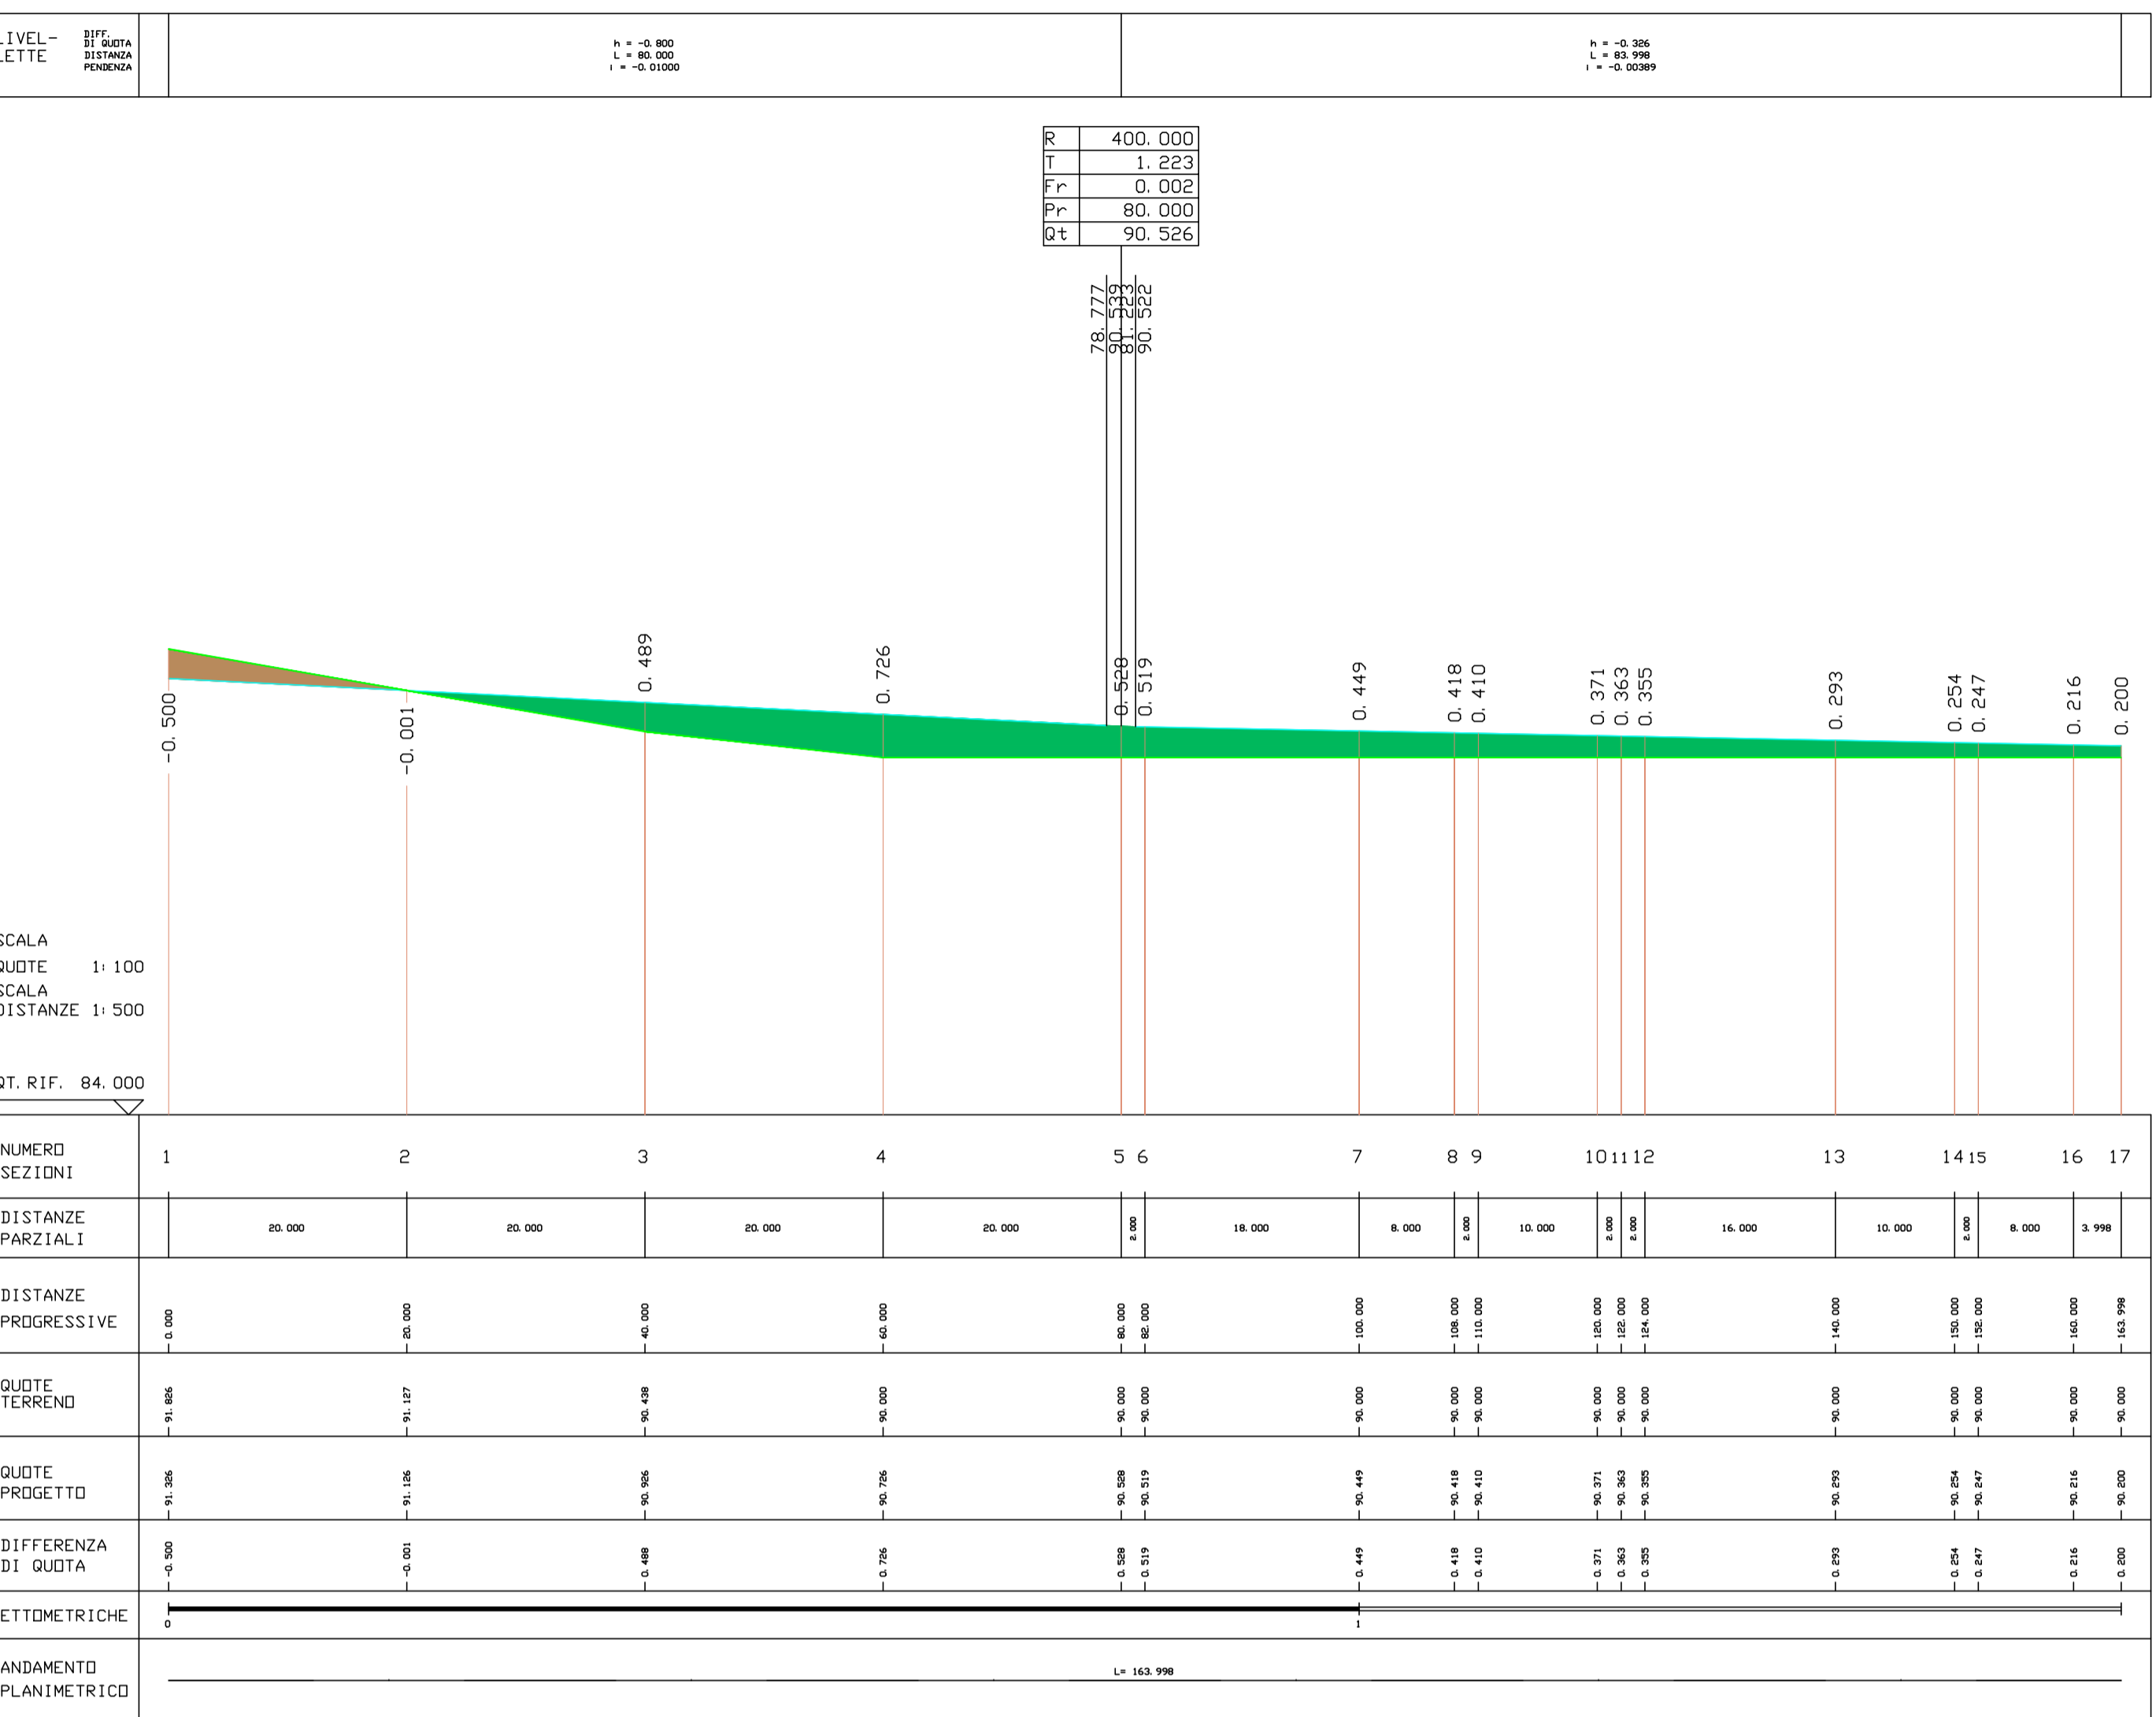 LIVEL-
LETTE
DIFF.
DI QUOTA
DISTANZA
PENDENZA
h = -0.800
L = 80.000
i = -0.01000
h = -0.326
L = 83.998
i = -0.00389
R 400.000
T 1.223
Fr 0.002
Pr 80.000
Qt 90.526
78.777
90.539
81.223
90.522
-0.500
-0.001
0.489
0.726
0.528
0.519
0.449
0.418
0.410
0.371
0.363
0.355
0.293
0.254
0.247
0.216
0.200
SCALA
QUOTE 1:100
SCALA
DISTANZE 1:500
QT.RIF. 84.000
NUMERO
SEZIONI
1 2 3 4 5 6 7 8 9 10 11 12 13 14 15 16 17
DISTANZE
PARZIALI
20.000 20.000 20.000 20.000 2.000 18.000 8.000 2.000 10.000 2.000 2.000 16.000 10.000 2.000 8.000 3.998
DISTANZE
PROGRESSIVE
0.000 20.000 40.000 60.000 80.000 82.000 100.000 108.000 110.000 120.000 122.000 124.000 140.000 150.000 152.000 160.000 163.998
QUOTE
TERRENO
91.826 91.127 90.438 90.000 90.000 90.000 90.000 90.000 90.000 90.000 90.000 90.000 90.000 90.000 90.000 90.000 90.000
QUOTE
PROGETTO
91.326 91.126 90.926 90.726 90.528 90.519 90.449 90.418 90.410 90.371 90.363 90.355 90.293 90.254 90.247 90.216 90.200
DIFFERENZA
DI QUOTA
-0.500 -0.001 0.488 0.726 0.528 0.519 0.449 0.418 0.410 0.371 0.363 0.355 0.293 0.254 0.247 0.216 0.200
ETTOMETRICHE
0 1
ANDAMENTO
PLANIMETRICO
L= 163.998